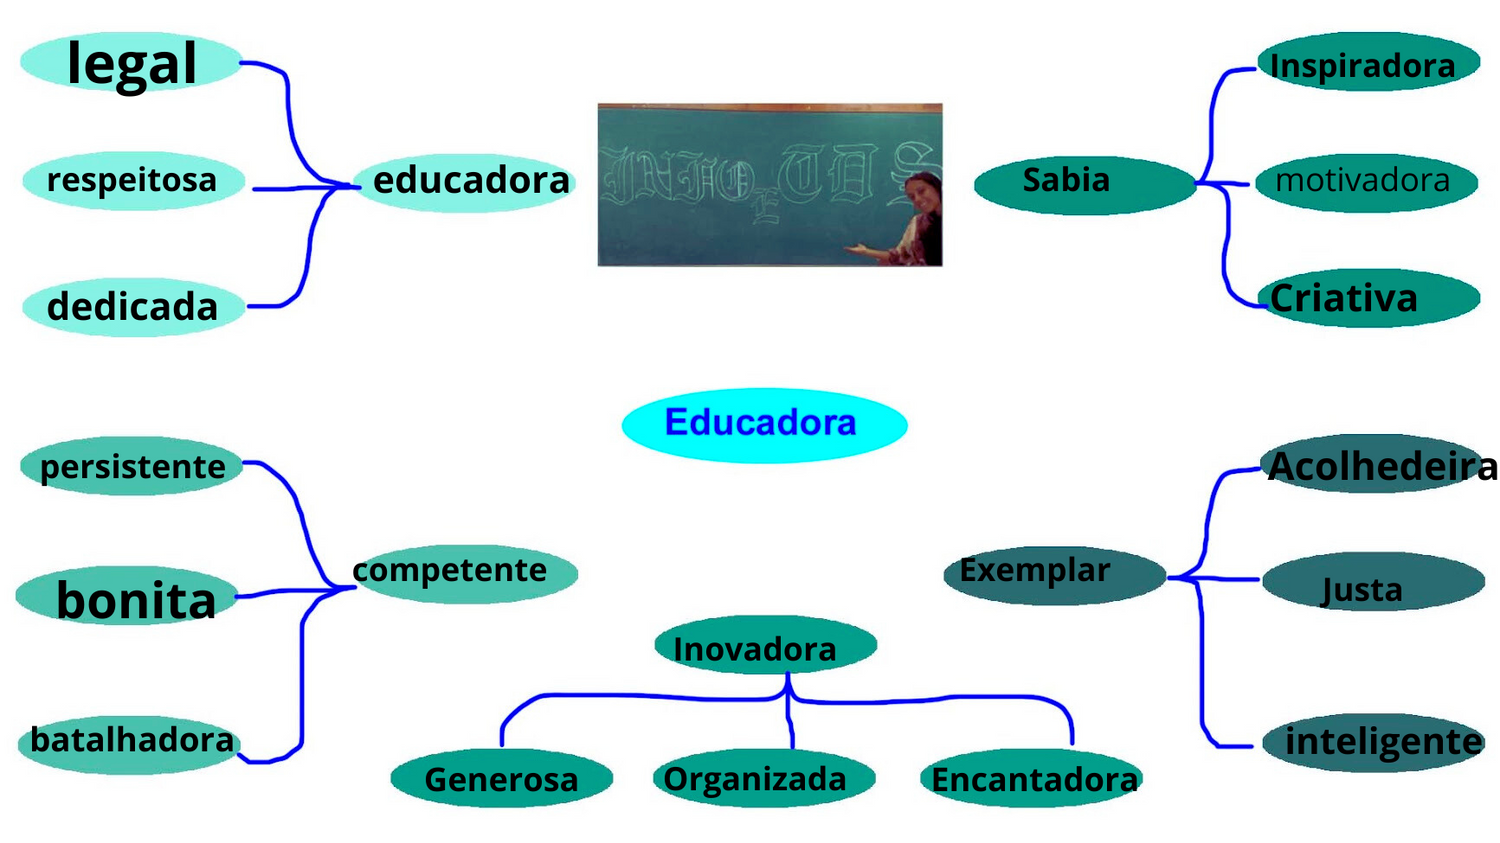 legal
respeitosa
dedicada
educadora
INFO
E
TDS
Sabia
Inspiradora
motivadora
Criativa
Educadora
persistente
bonita
batalhadora
competente
Inovadora
Generosa
Organizada
Encantadora
Exemplar
Acolhedeira
Justa
inteligente